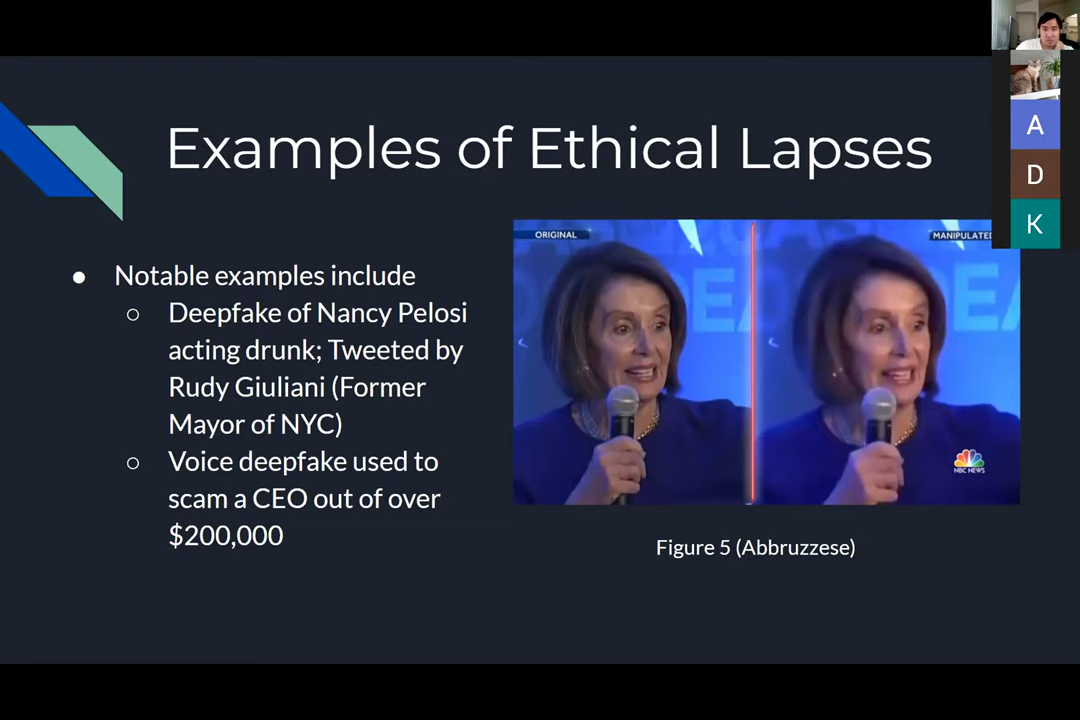 Examples of Ethical Lapses
● Notable examples include
○ Deepfake of Nancy Pelosi
acting drunk; Tweeted by
Rudy Giuliani (Former
Mayor of NYC)
○ Voice deepfake used to
scam a CEO out of over
$200,000
ORIGINAL
MANIPULATED
DEA
DEA
NBC NEWS
Figure 5 (Abbruzzese)
A
D
K